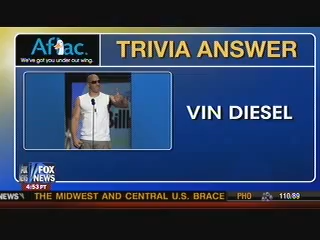 Aflac.
We've got you under our wing.
TRIVIA ANSWER
VIN DIESEL
FOX
NEWS
4:53 PT
News
THE MIDWEST AND CENTRAL U.S. BRACE
PHO
110/89